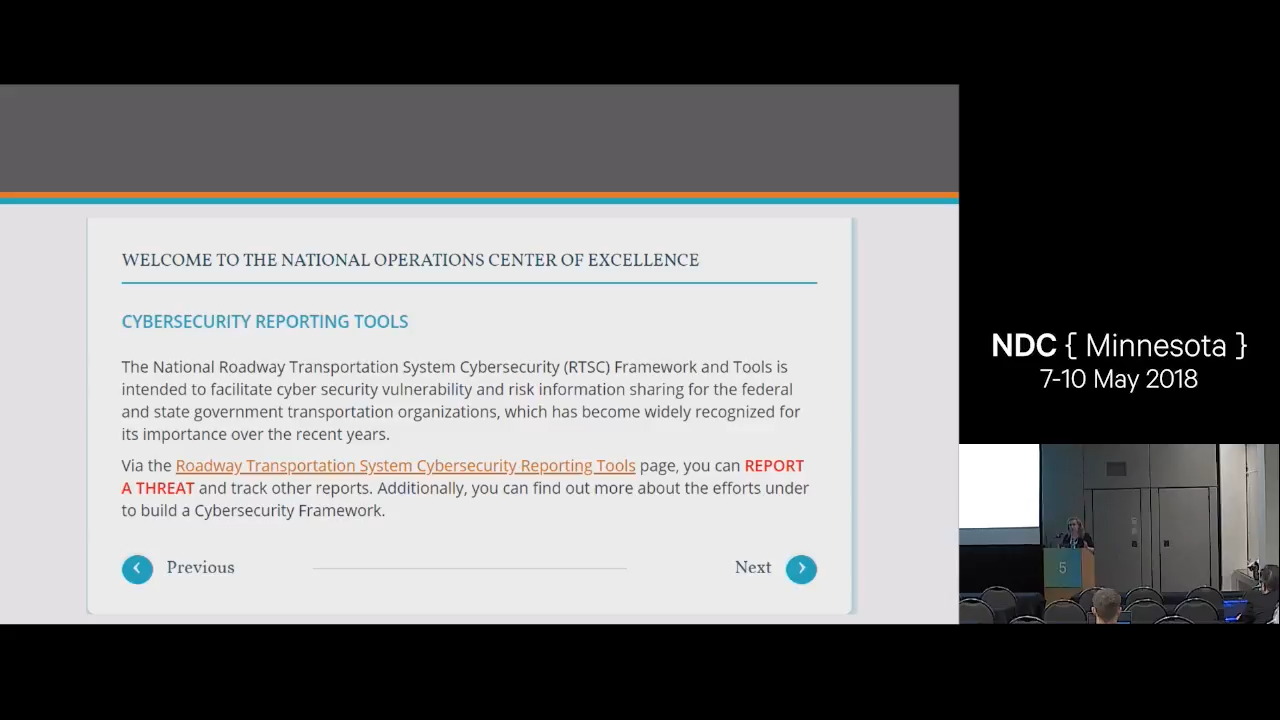 WELCOME TO THE NATIONAL OPERATIONS CENTER OF EXCELLENCE
CYBERSECURITY REPORTING TOOLS
The National Roadway Transportation System Cybersecurity (RTSC) Framework and Tools is
intended to facilitate cyber security vulnerability and risk information sharing for the federal
and state government transportation organizations, which has become widely recognized for
its importance over the recent years.
Via the Roadway Transportation System Cybersecurity Reporting Tools page, you can REPORT
A THREAT and track other reports. Additionally, you can find out more about the efforts under
to build a Cybersecurity Framework.
Previous
Next
NDC { Minnesota }
7-10 May 2018
5